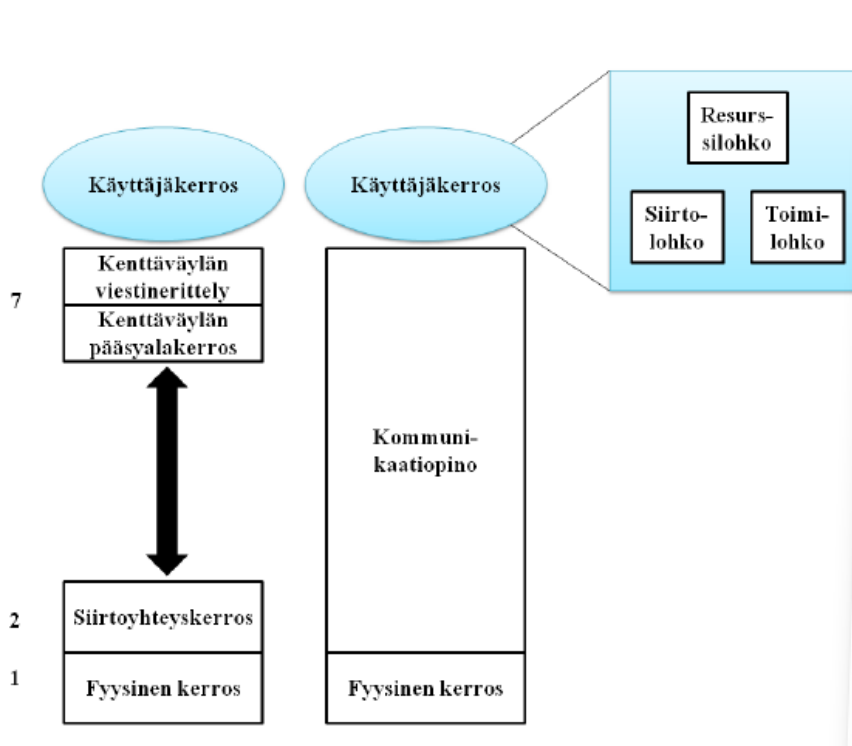 Käyttäjäkerros
Kenttäväylän
viestinerittely
7
Kenttäväylän
pääsyalakerros
2
Siirtoyhteyskerros
1
Fyysinen kerros
Käyttäjäkerros
Kommuni-
kaatiopino
Fyysinen kerros
Resurs-
silohko
Siirto-
lohko
Toimi-
lohko